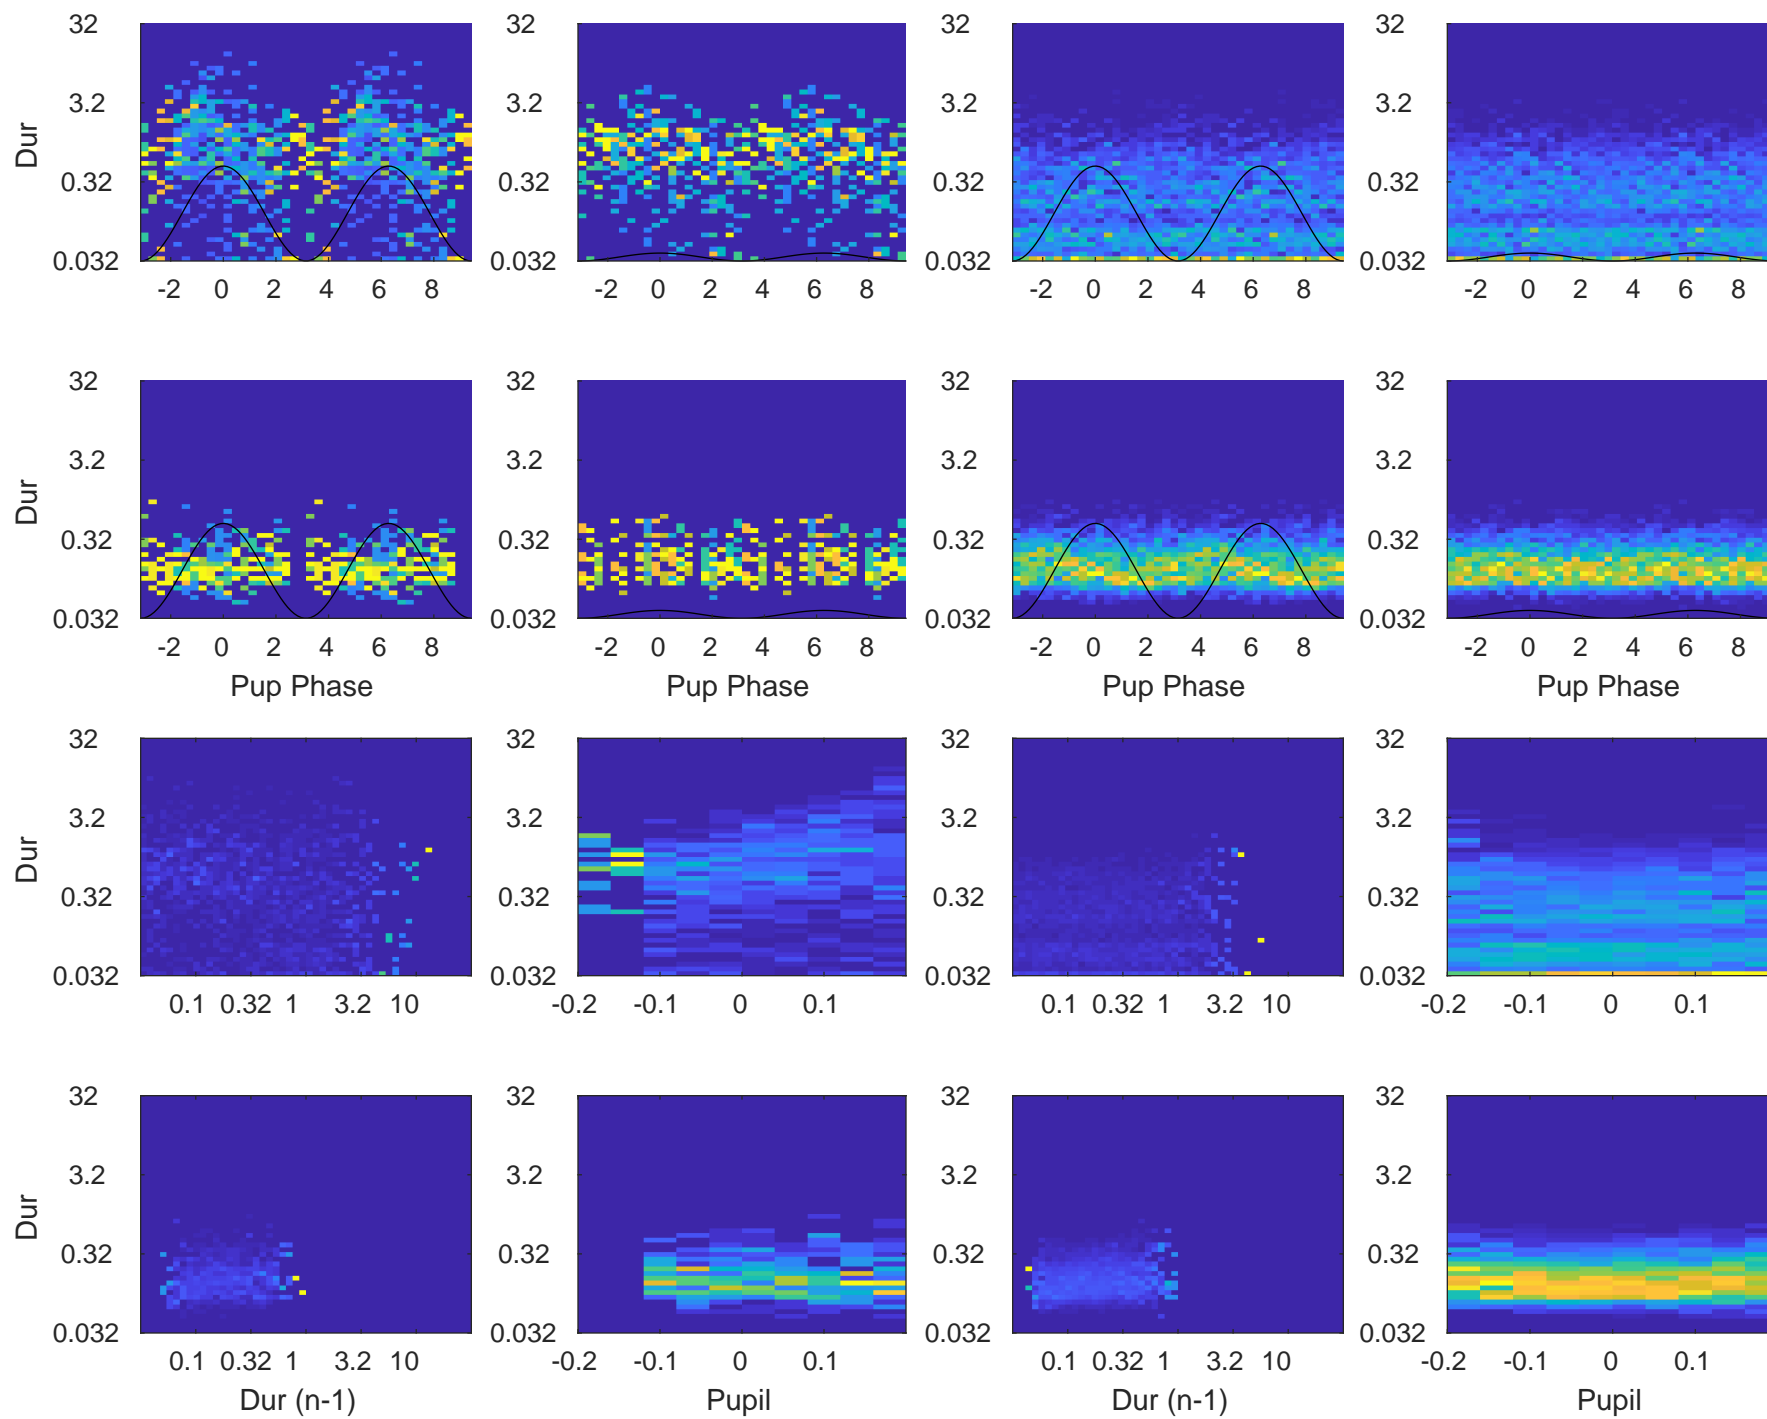 32 32 32 32
3.2 3.2 3.2 3.2
Dur
0.32 0.32 0.32 0.32
0.032 0.032 0.032 0.032
-2 0 2 4 6 8 -2 0 2 4 6 8 -2 0 2 4 6 8 -2 0 2 4 6 8
32 32 32 32
3.2 3.2 3.2 3.2
Dur
0.32 0.32 0.32 0.32
0.032 0.032 0.032 0.032
-2 0 2 4 6 8 -2 0 2 4 6 8 -2 0 2 4 6 8 -2 0 2 4 6 8
Pup Phase Pup Phase Pup Phase Pup Phase
32 32 32 32
3.2 3.2 3.2 3.2
Dur
0.32 0.32 0.32 0.32
0.032 0.032 0.032 0.032
0.1 0.32 1 3.2 10 -0.2 -0.1 0 0.1 0.1 0.32 1 3.2 10 -0.2 -0.1 0 0.1
32 32 32 32
3.2 3.2 3.2 3.2
Dur
0.32 0.32 0.32 0.32
0.032 0.032 0.032 0.032
0.1 0.32 1 3.2 10 -0.2 -0.1 0 0.1 0.1 0.32 1 3.2 10 -0.2 -0.1 0 0.1
Dur (n-1) Pupil Dur (n-1) Pupil